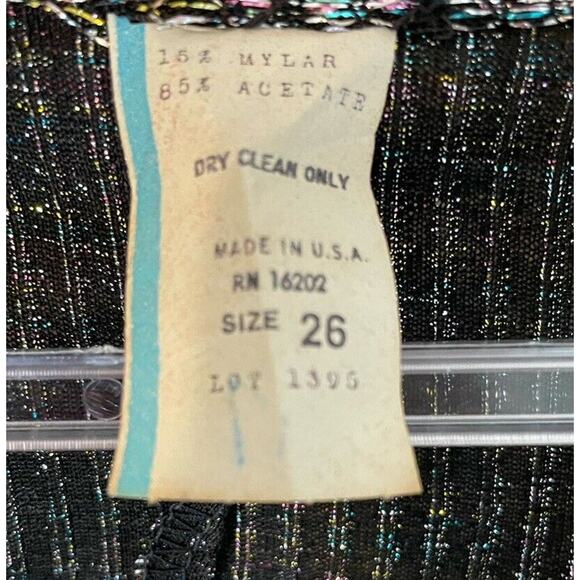 15% MYLAR
85% ACETATE
DRY CLEAN ONLY
MADE IN U.S.A.
RN 16202
SIZE 26
LOT 1395